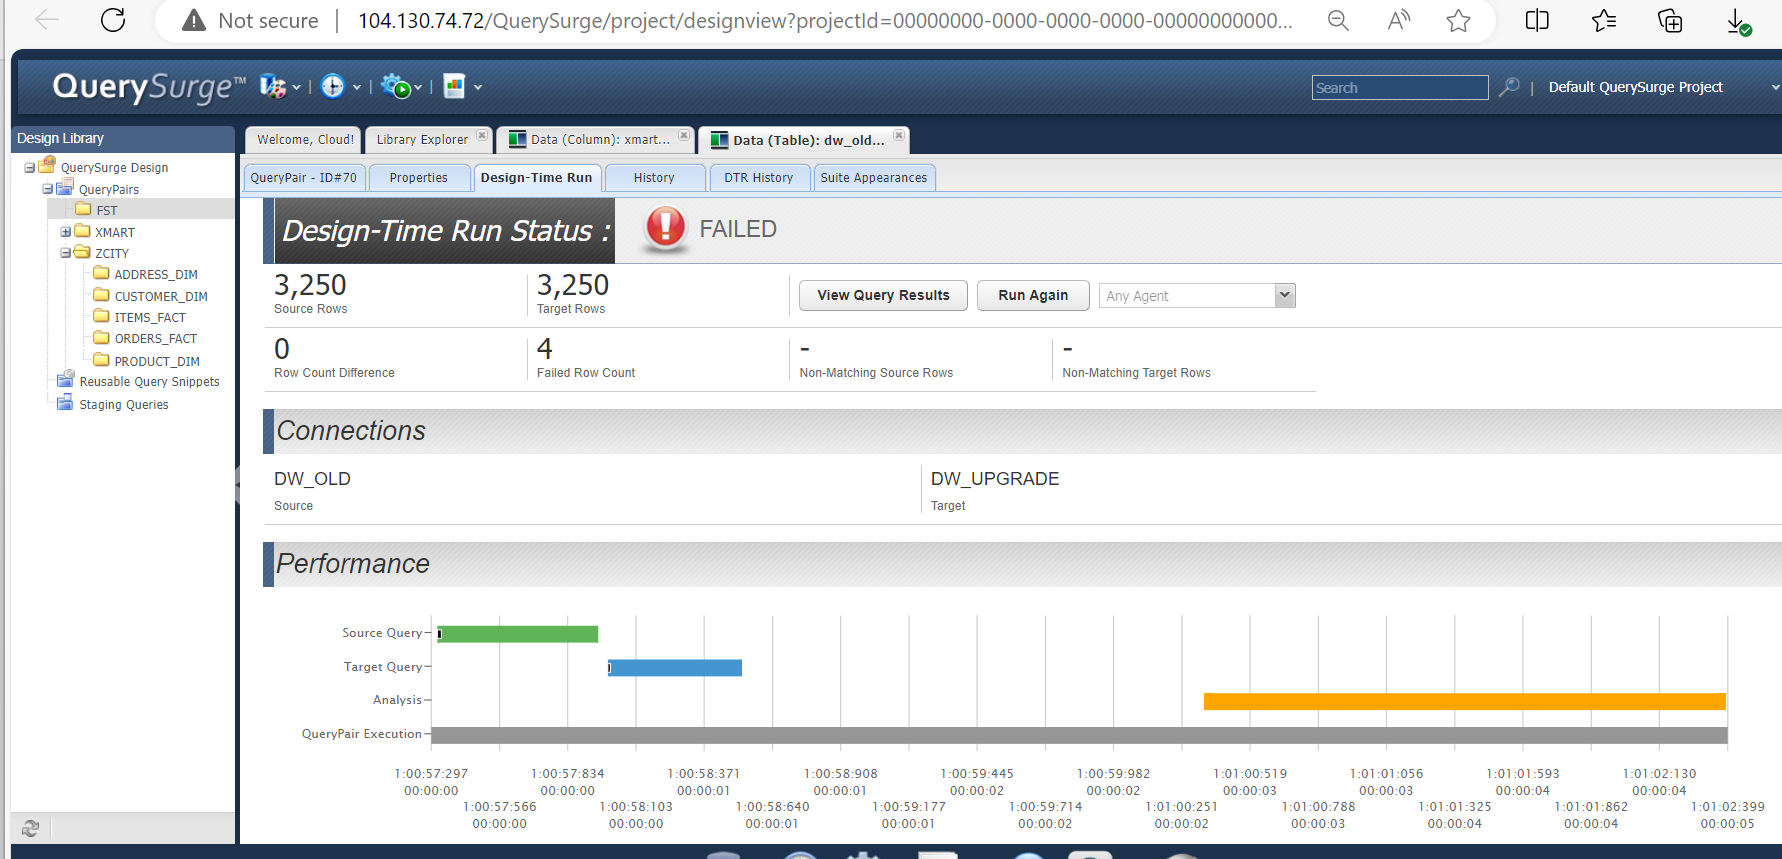 Not secure | 104.130.74.72/QuerySurge/project/designview?projectId=00000000-0000-0000-0000-00000000000...
QuerySurge™
Search
Default QuerySurge Project
Design Library
Welcome, Cloud!
Library Explorer
Data (Column): xmart...
Data (Table): dw_old...
QuerySurge Design
QueryPairs
FST
XMART
ZCITY
ADDRESS_DIM
CUSTOMER_DIM
ITEMS_FACT
ORDERS_FACT
PRODUCT_DIM
Reusable Query Snippets
Staging Queries
QueryPair - ID#70
Properties
Design-Time Run
History
DTR History
Suite Appearances
Design-Time Run Status :
FAILED
3,250
Source Rows
3,250
Target Rows
View Query Results
Run Again
Any Agent
0
Row Count Difference
4
Failed Row Count
-
Non-Matching Source Rows
-
Non-Matching Target Rows
Connections
DW_OLD
Source
DW_UPGRADE
Target
Performance
Source Query
Target Query
Analysis
QueryPair Execution
1:00:57:297 1:00:57:834 1:00:58:371 1:00:58:908 1:00:59:445 1:00:59:982 1:01:00:519 1:01:01:056 1:01:01:593 1:01:02:130
00:00:00 00:00:00 00:00:01 00:00:01 00:00:02 00:00:02 00:00:03 00:00:03 00:00:04 00:00:04
1:00:57:566 1:00:58:103 1:00:58:640 1:00:59:177 1:00:59:714 1:01:00:251 1:01:00:788 1:01:01:325 1:01:01:862 1:01:02:399
00:00:00 00:00:00 00:00:01 00:00:01 00:00:02 00:00:02 00:00:03 00:00:04 00:00:04 00:00:05